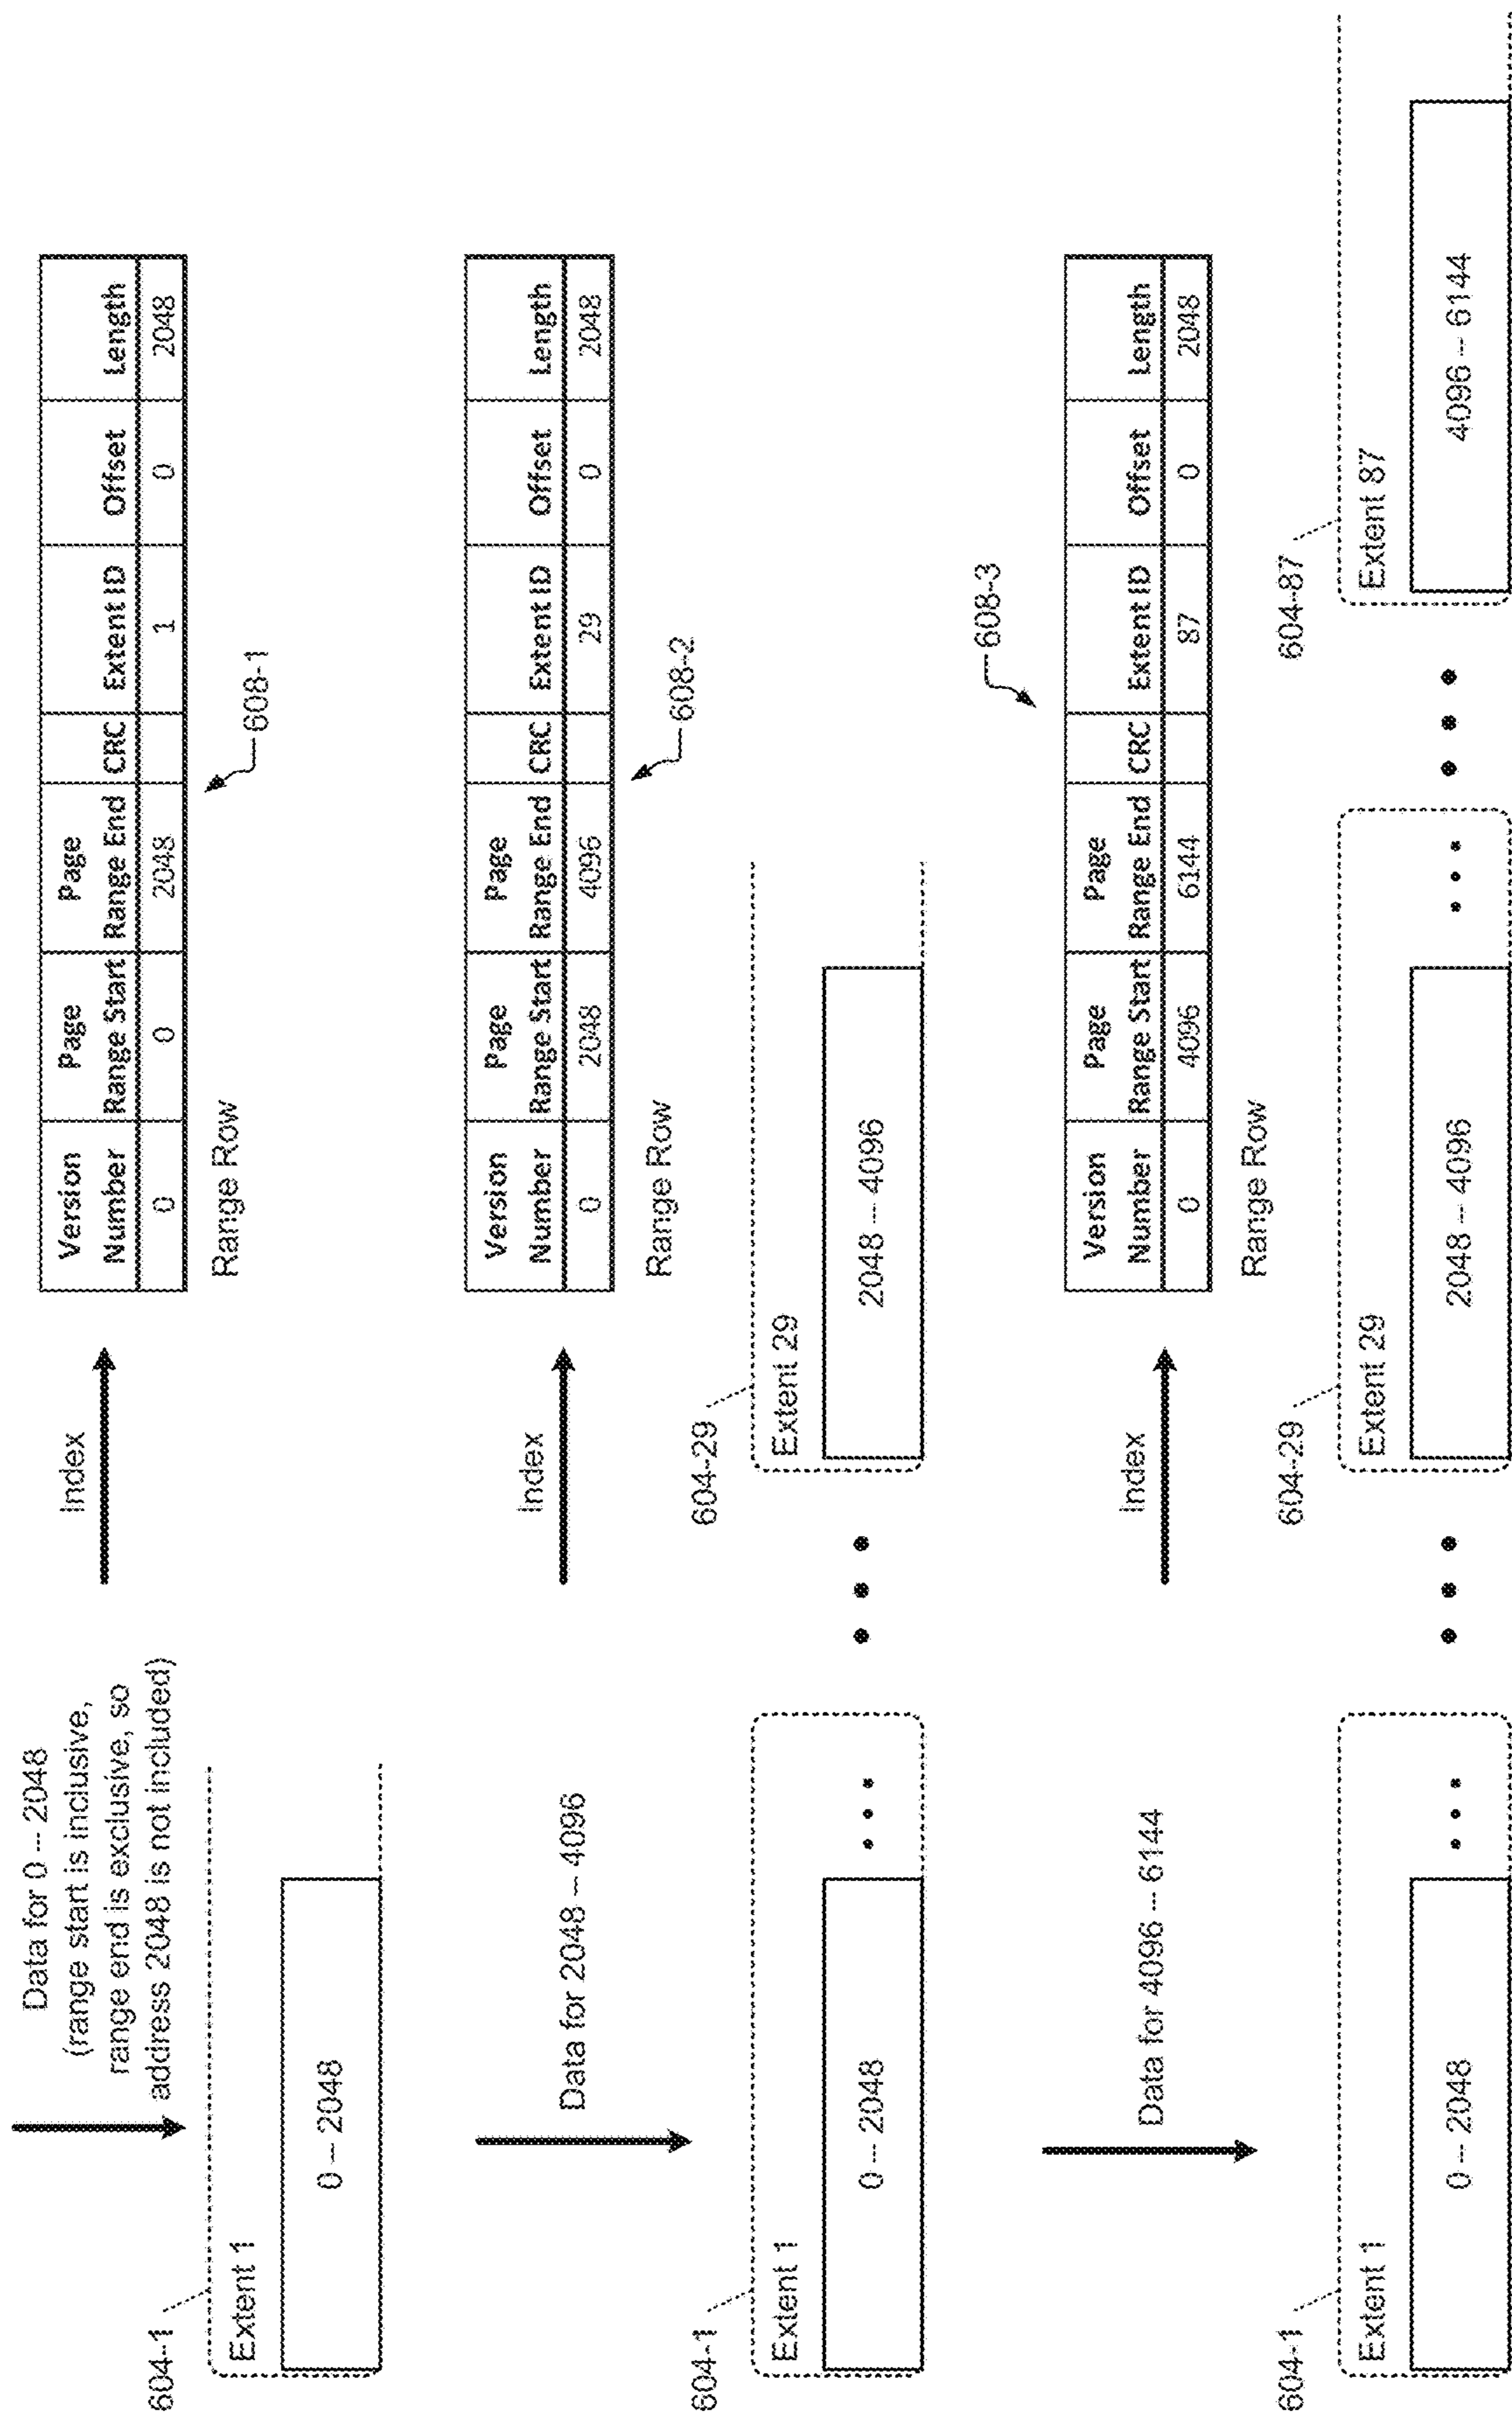 Data for 0 -- 2048
(range start is inclusive,
range end is exclusive, so
address 2048 is not included)
Index
Version Number | Page Range Start | Page Range End | CRC | Extent ID | Offset | Length
0 | 0 | 2048 | | 1 | 0 | 2048
Range Row
608-1
604-1
Extent 1
0 -- 2048
Data for 2048 -- 4096
Index
Version Number | Page Range Start | Page Range End | CRC | Extent ID | Offset | Length
0 | 2048 | 4096 | | 29 | 0 | 2048
Range Row
608-2
604-1
Extent 1
0 -- 2048
604-29
Extent 29
2048 -- 4096
Data for 4096 -- 6144
Index
608-3
Version Number | Page Range Start | Page Range End | CRC | Extent ID | Offset | Length
0 | 4096 | 6144 | | 87 | 0 | 2048
Range Row
604-1
Extent 1
0 -- 2048
604-29
Extent 29
2048 -- 4096
604-87
Extent 87
4096 -- 6144